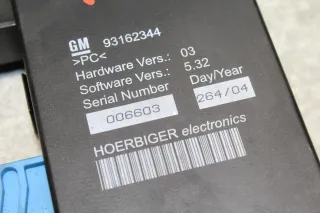 GM 93162344
>PC<
Hardware Vers.: 03
Software Vers.: 5.32
Serial Number Day/Year
006603 264/04
HOERBIGER electronics